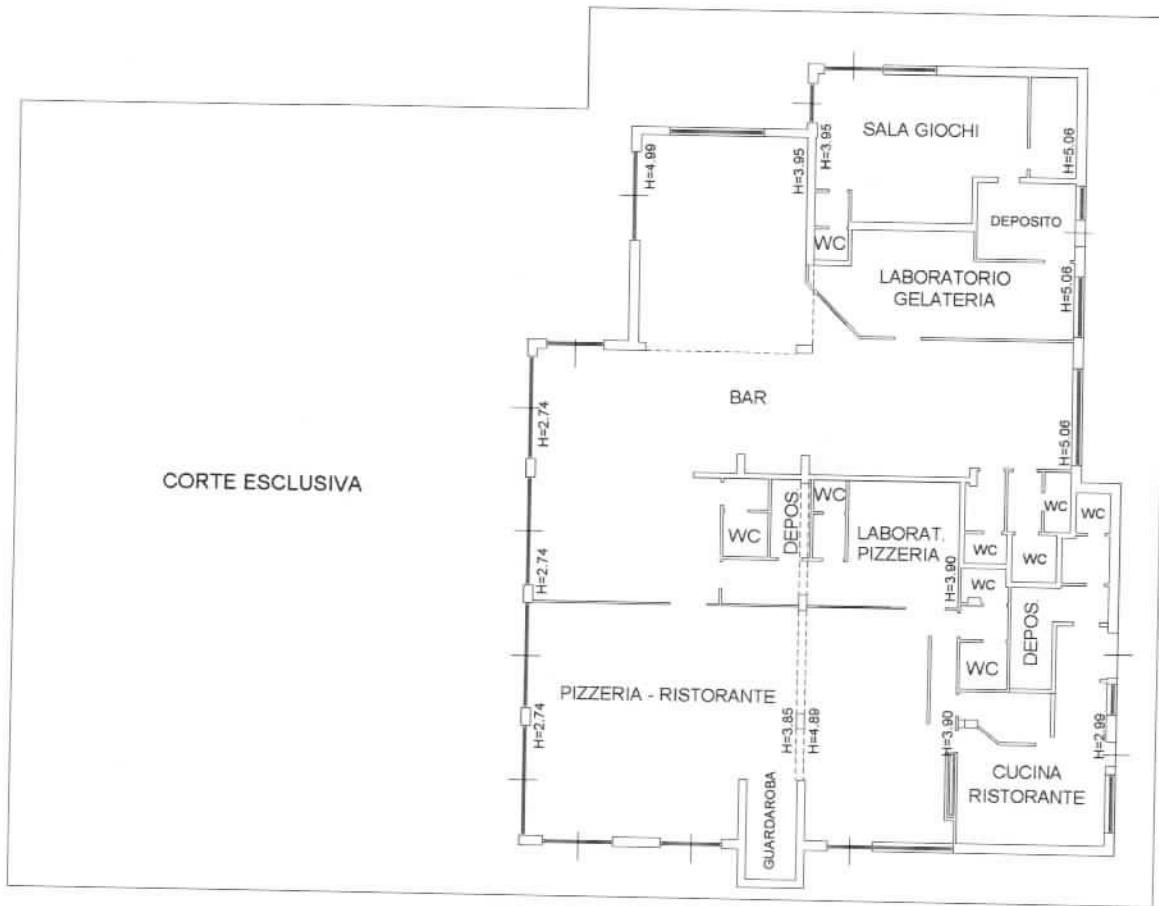 SALA GIOCHI
H=4.99
H=3.95
H=3.95
H=5.06
DEPOSITO
WC
LABORATORIO
GELATERIA
H=5.06
BAR
H=2.74
H=5.06
CORTE ESCLUSIVA
WC
DEPOS.
WC
LABORAT.
PIZZERIA
WC
WC
WC
WC
H=2.74
H=3.90
WC
DEPOS.
WC
PIZZERIA - RISTORANTE
H=2.74
H=3.85
H=4.89
H=3.90
H=2.99
CUCINA
RISTORANTE
GUARDAROBA